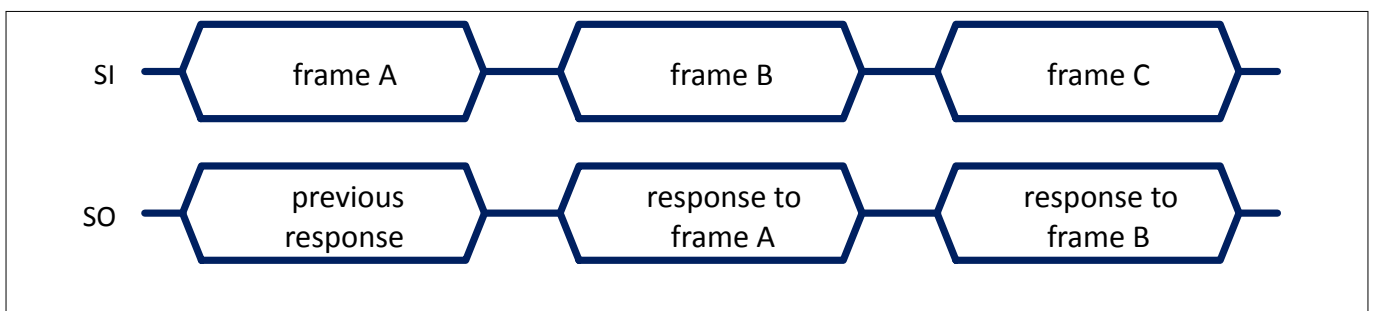 SI frame A frame B frame C
SO previous response to response to
response frame A frame B